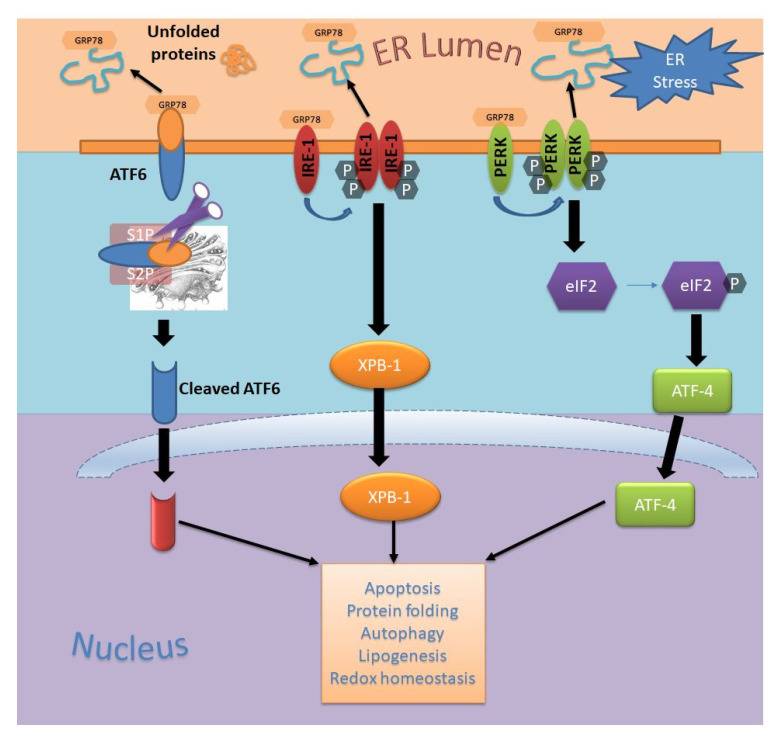 GRP78
Unfolded
proteins
GRP78
ER Lumen
GRP78
ER
Stress
GRP78
GRP78
GRP78
ATF6
IRE-1
IRE-1
IRE-1
P
P
P
P
PERK
PERK
PERK
P
P
P
P
S1P
S2P
eIF2
eIF2
P
XPB-1
Cleaved ATF6
ATF-4
XPB-1
ATF-4
Apoptosis
Protein folding
Autophagy
Lipogenesis
Redox homeostasis
Nucleus